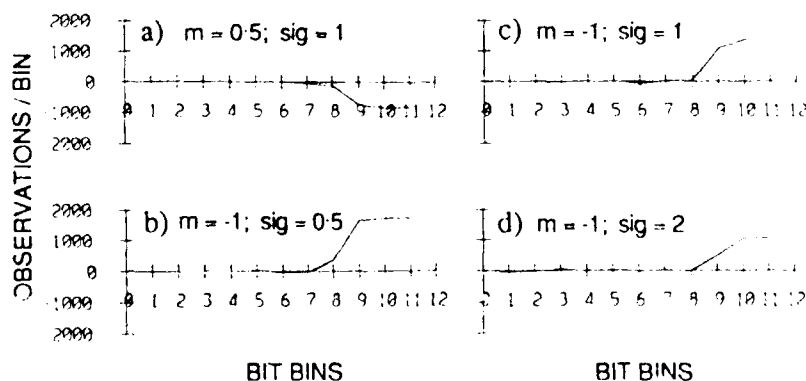 OBSERVATIONS / BIN
2000
1000
0
-1000
2000
a) m = 0·5; sig = 1
0 1 2 3 4 5 6 7 8 9 10 11 12
c) m = -1; sig = 1
0 1 2 3 4 5 6 7 8 9 10 11 12
2000
1000
0
-1000
2000
b) m = -1; sig = 0·5
0 1 2 3 4 5 6 7 8 9 10 11 12
d) m = -1; sig = 2
0 1 2 3 4 5 6 7 8 9 10 11 12
BIT BINS
BIT BINS